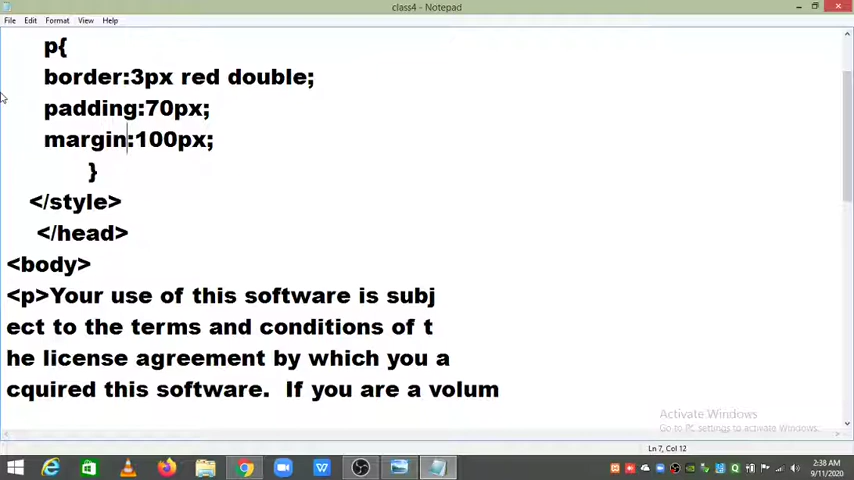 class4 - Notepad
File Edit Format View Help
p{
border:3px red double;
padding:70px;
margin:100px;
}
</style>
</head>
<body>
<p>Your use of this software is subj
ect to the terms and conditions of t
he license agreement by which you a
cquired this software.  If you are a volum
Activate Windows
Go to PC settings to activate Windows.
Ln 7, Col 12
2:38 AM
9/11/2020